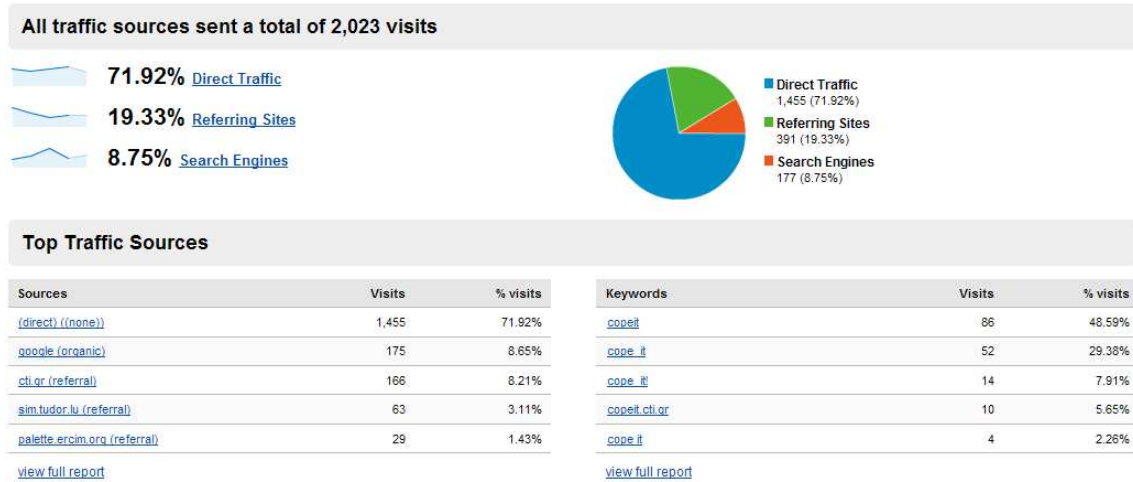 All traffic sources sent a total of 2,023 visits
71.92% Direct Traffic
19.33% Referring Sites
8.75% Search Engines
Direct Traffic
1,455 (71.92%)
Referring Sites
391 (19.33%)
Search Engines
177 (8.75%)
Top Traffic Sources
Sources Visits % visits
(direct) ((none)) 1,455 71.92%
google (organic) 175 8.65%
cti.gr (referral) 166 8.21%
sim.tudor.lu (referral) 63 3.11%
palette.ercim.org (referral) 29 1.43%
view full report
Keywords Visits % visits
copeit 86 48.59%
cope_it 52 29.38%
cope_it! 14 7.91%
copeit.cti.gr 10 5.65%
cope it 4 2.26%
view full report